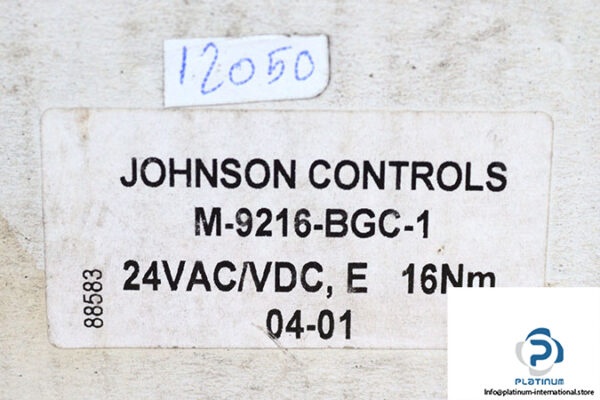 12050
JOHNSON CONTROLS
M-9216-BGC-1
24VAC/VDC, E 16Nm
04-01
88583
PLATINUM
Info@platinum-international.store